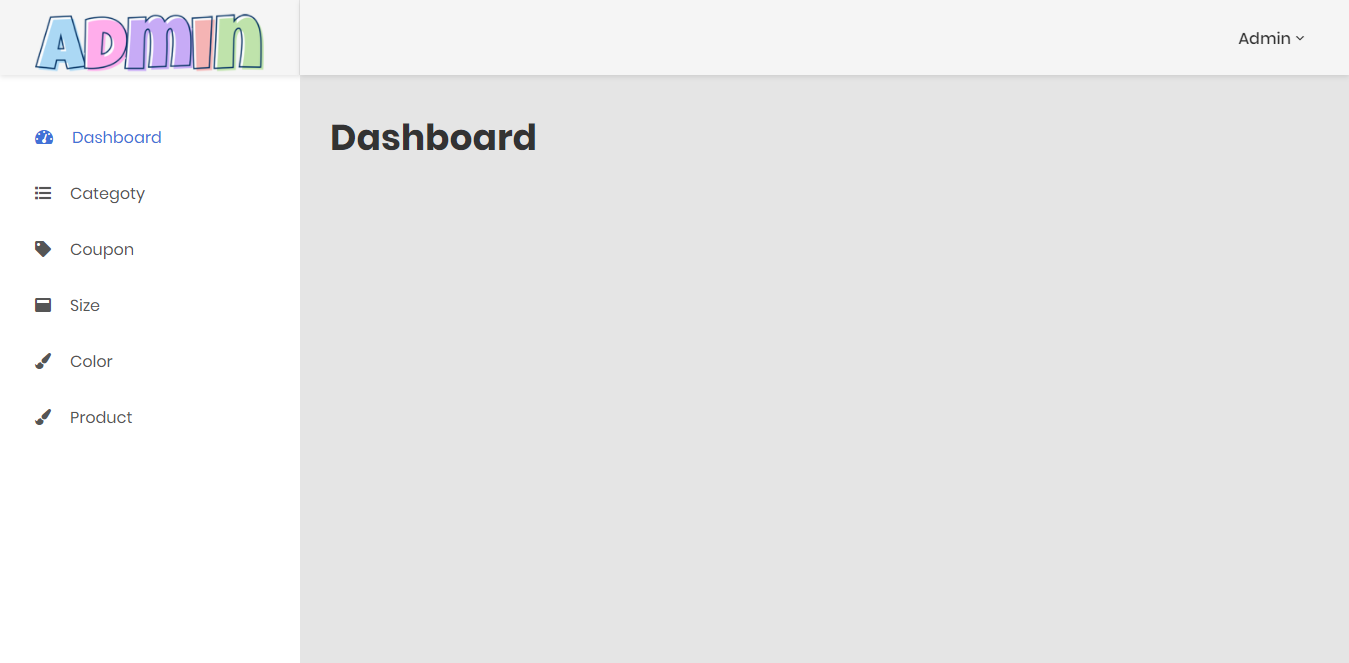 ADMIN
Admin
Dashboard
Categoty
Coupon
Size
Color
Product
Dashboard